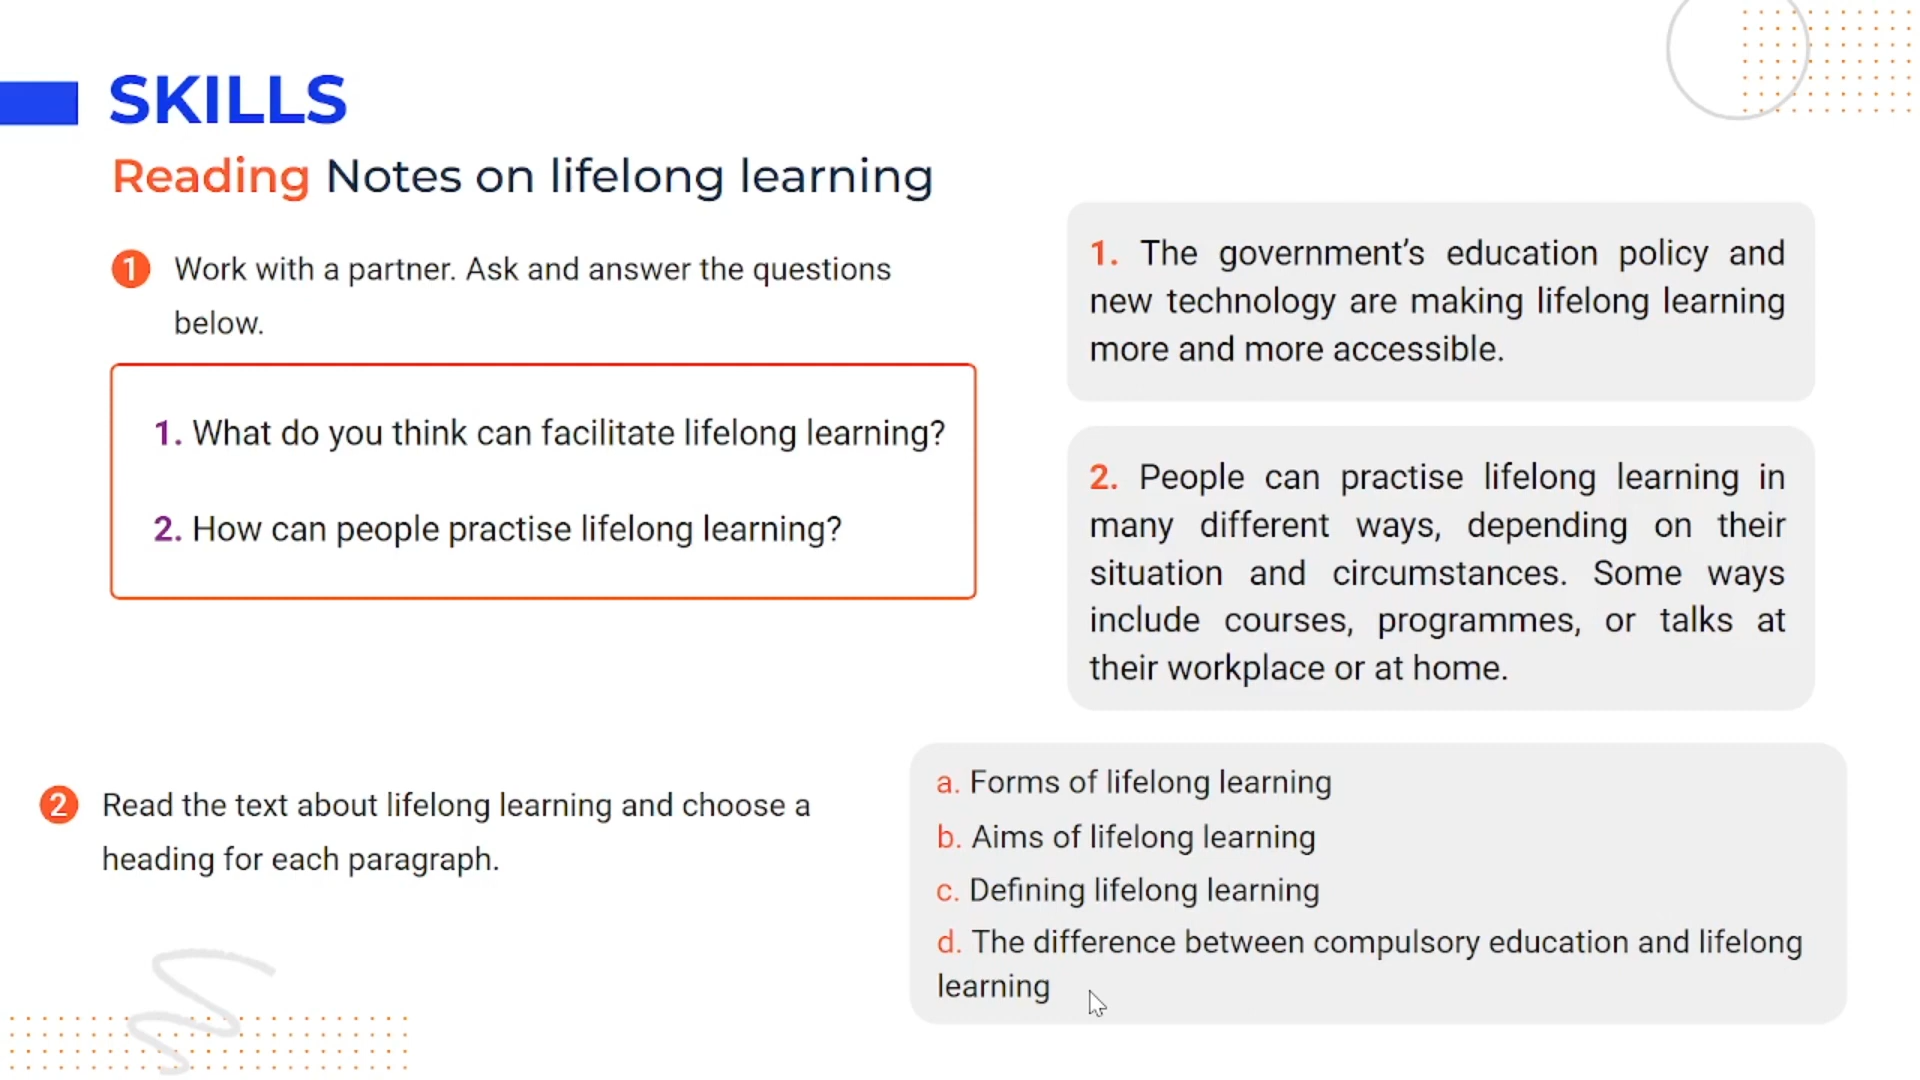 SKILLS
Reading Notes on lifelong learning
1 Work with a partner. Ask and answer the questions
below.
1. What do you think can facilitate lifelong learning?
2. How can people practise lifelong learning?
1. The government’s education policy and
new technology are making lifelong learning
more and more accessible.
2. People can practise lifelong learning in
many different ways, depending on their
situation and circumstances. Some ways
include courses, programmes, or talks at
their workplace or at home.
2 Read the text about lifelong learning and choose a
heading for each paragraph.
a. Forms of lifelong learning
b. Aims of lifelong learning
c. Defining lifelong learning
d. The difference between compulsory education and lifelong
learning